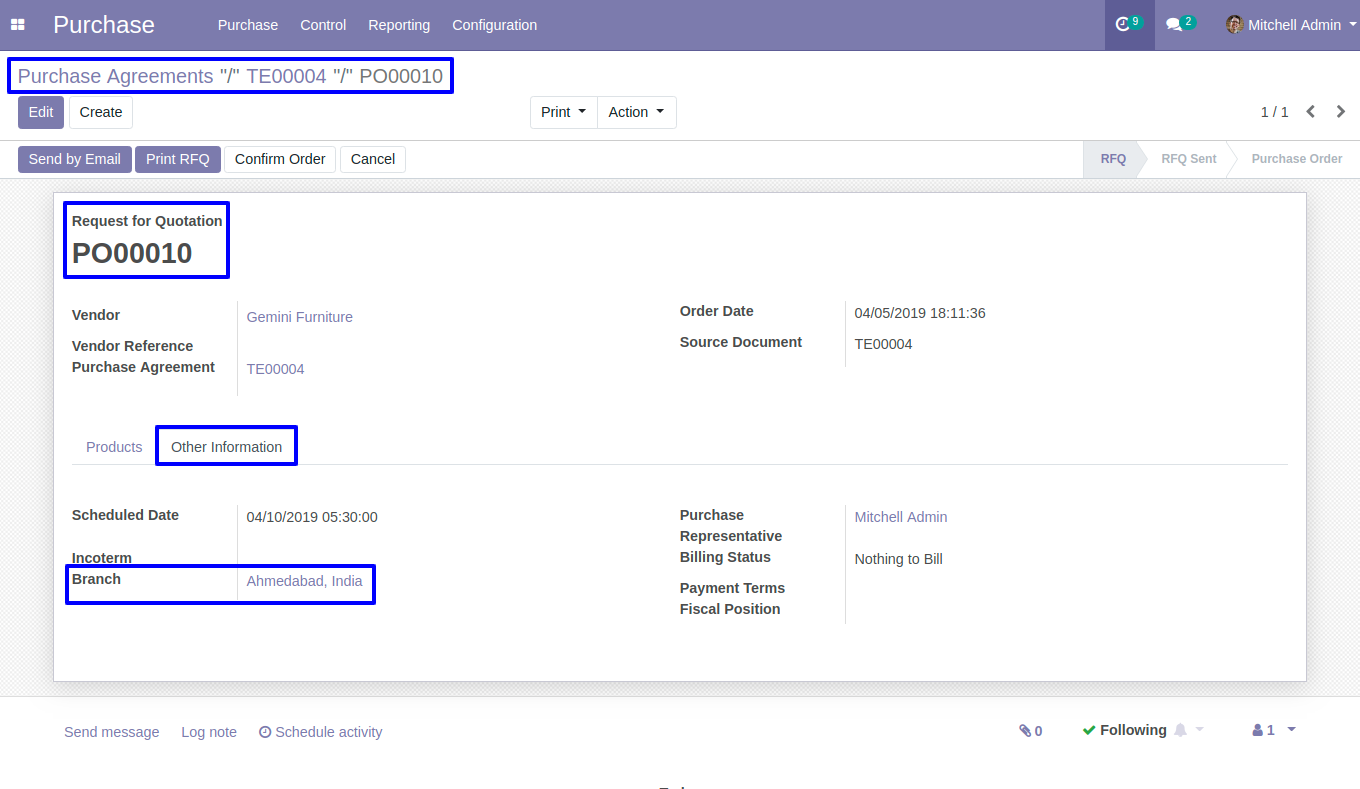 Purchase Purchase Control Reporting Configuration 9 2 Mitchell Admin
Purchase Agreements "/" TE00004 "/" PO00010
Edit Create Print Action 1 / 1
Send by Email Print RFQ Confirm Order Cancel RFQ RFQ Sent Purchase Order
Request for Quotation
PO00010
Vendor Gemini Furniture Order Date 04/05/2019 18:11:36
Vendor Reference Source Document TE00004
Purchase Agreement TE00004
Products Other Information
Scheduled Date 04/10/2019 05:30:00 Purchase Representative Mitchell Admin
Incoterm Billing Status Nothing to Bill
Branch Ahmedabad, India
Payment Terms
Fiscal Position
Send message Log note Schedule activity 0 Following 1